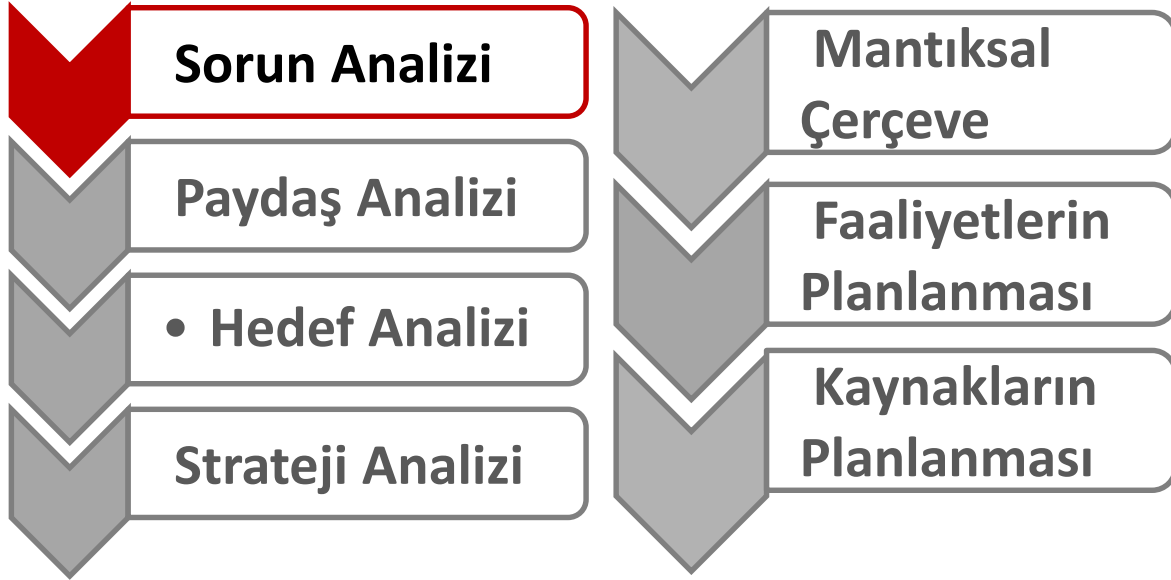 Sorun Analizi
Paydaş Analizi
• Hedef Analizi
Strateji Analizi
Mantıksal
Çerçeve
Faaliyetlerin
Planlanması
Kaynakların
Planlanması